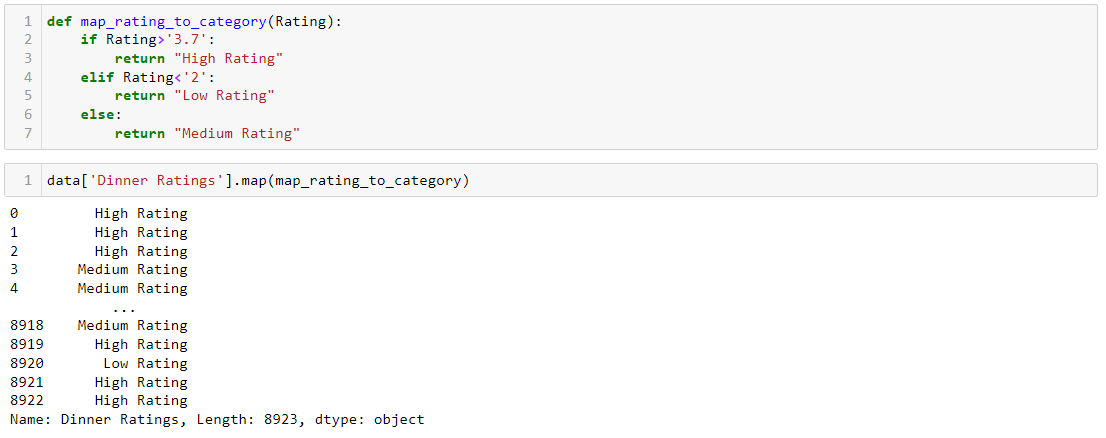 1 def map_rating_to_category(Rating):
2     if Rating>'3.7':
3         return "High Rating"
4     elif Rating<'2':
5         return "Low Rating"
6     else:
7         return "Medium Rating"
1 data['Dinner Ratings'].map(map_rating_to_category)
0         High Rating
1         High Rating
2         High Rating
3       Medium Rating
4       Medium Rating
            ...
8918    Medium Rating
8919      High Rating
8920       Low Rating
8921      High Rating
8922      High Rating
Name: Dinner Ratings, Length: 8923, dtype: object